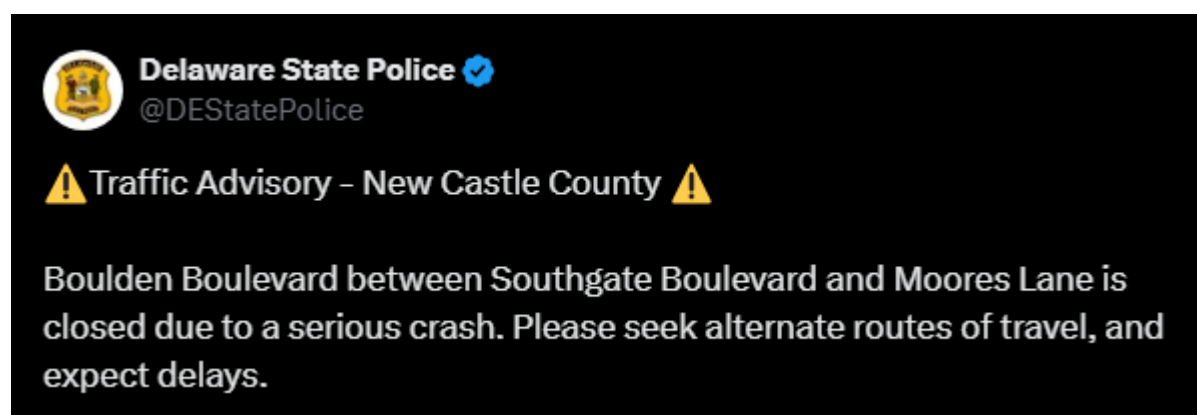 Delaware State Police
@DEStatePolice
⚠️Traffic Advisory - New Castle County ⚠️
Boulden Boulevard between Southgate Boulevard and Moores Lane is
closed due to a serious crash. Please seek alternate routes of travel, and
expect delays.